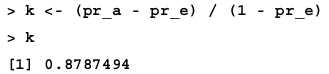 > k <- (pr_a - pr_e) / (1 - pr_e)
> k
[1] 0.8787494